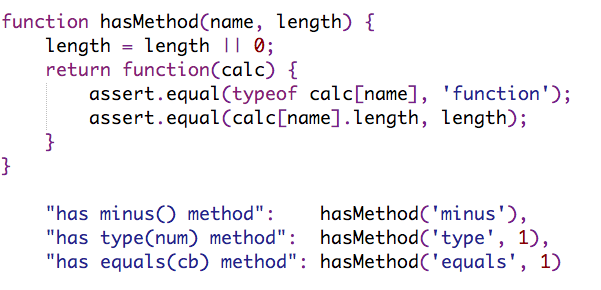 function hasMethod(name, length) {
    length = length || 0;
    return function(calc) {
        assert.equal(typeof calc[name], 'function');
        assert.equal(calc[name].length, length);
    }
}
    "has minus() method":    hasMethod('minus'),
    "has type(num) method":  hasMethod('type', 1),
    "has equals(cb) method": hasMethod('equals', 1)